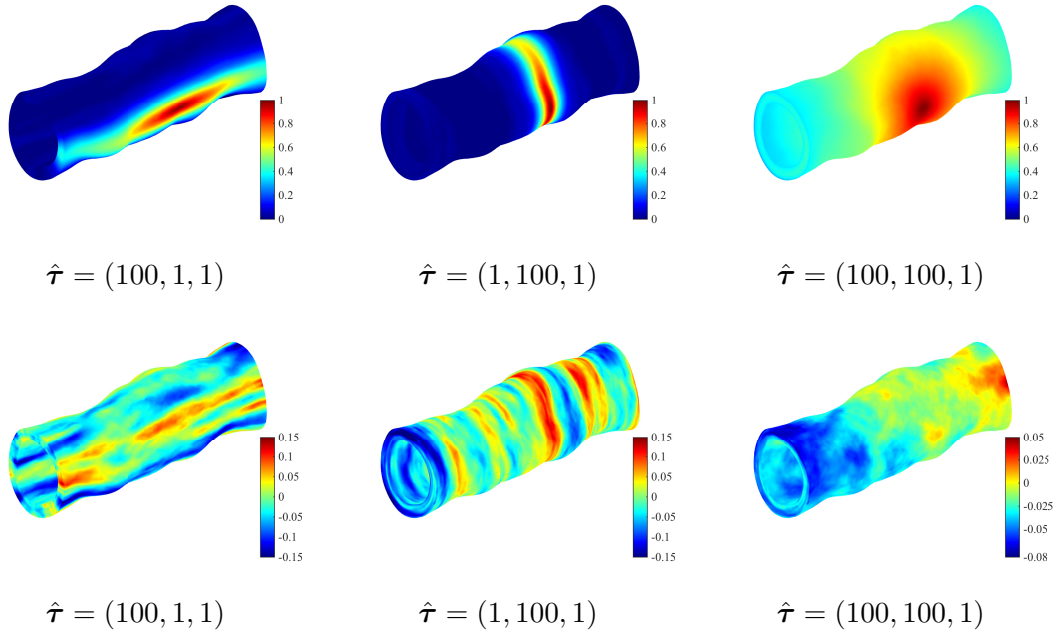 1 1 1
0.8 0.8 0.8
0.6 0.6 0.6
0.4 0.4 0.4
0.2 0.2 0.2
0 0 0
τ̂ = (100, 1, 1) τ̂ = (1, 100, 1) τ̂ = (100, 100, 1)
0.15 0.15 0.05
0.1 0.1 0.025
0.05 0.05
0 0 0
-0.05 -0.05 -0.025
-0.1 -0.1
-0.15 -0.15 -0.08
τ̂ = (100, 1, 1) τ̂ = (1, 100, 1) τ̂ = (100, 100, 1)